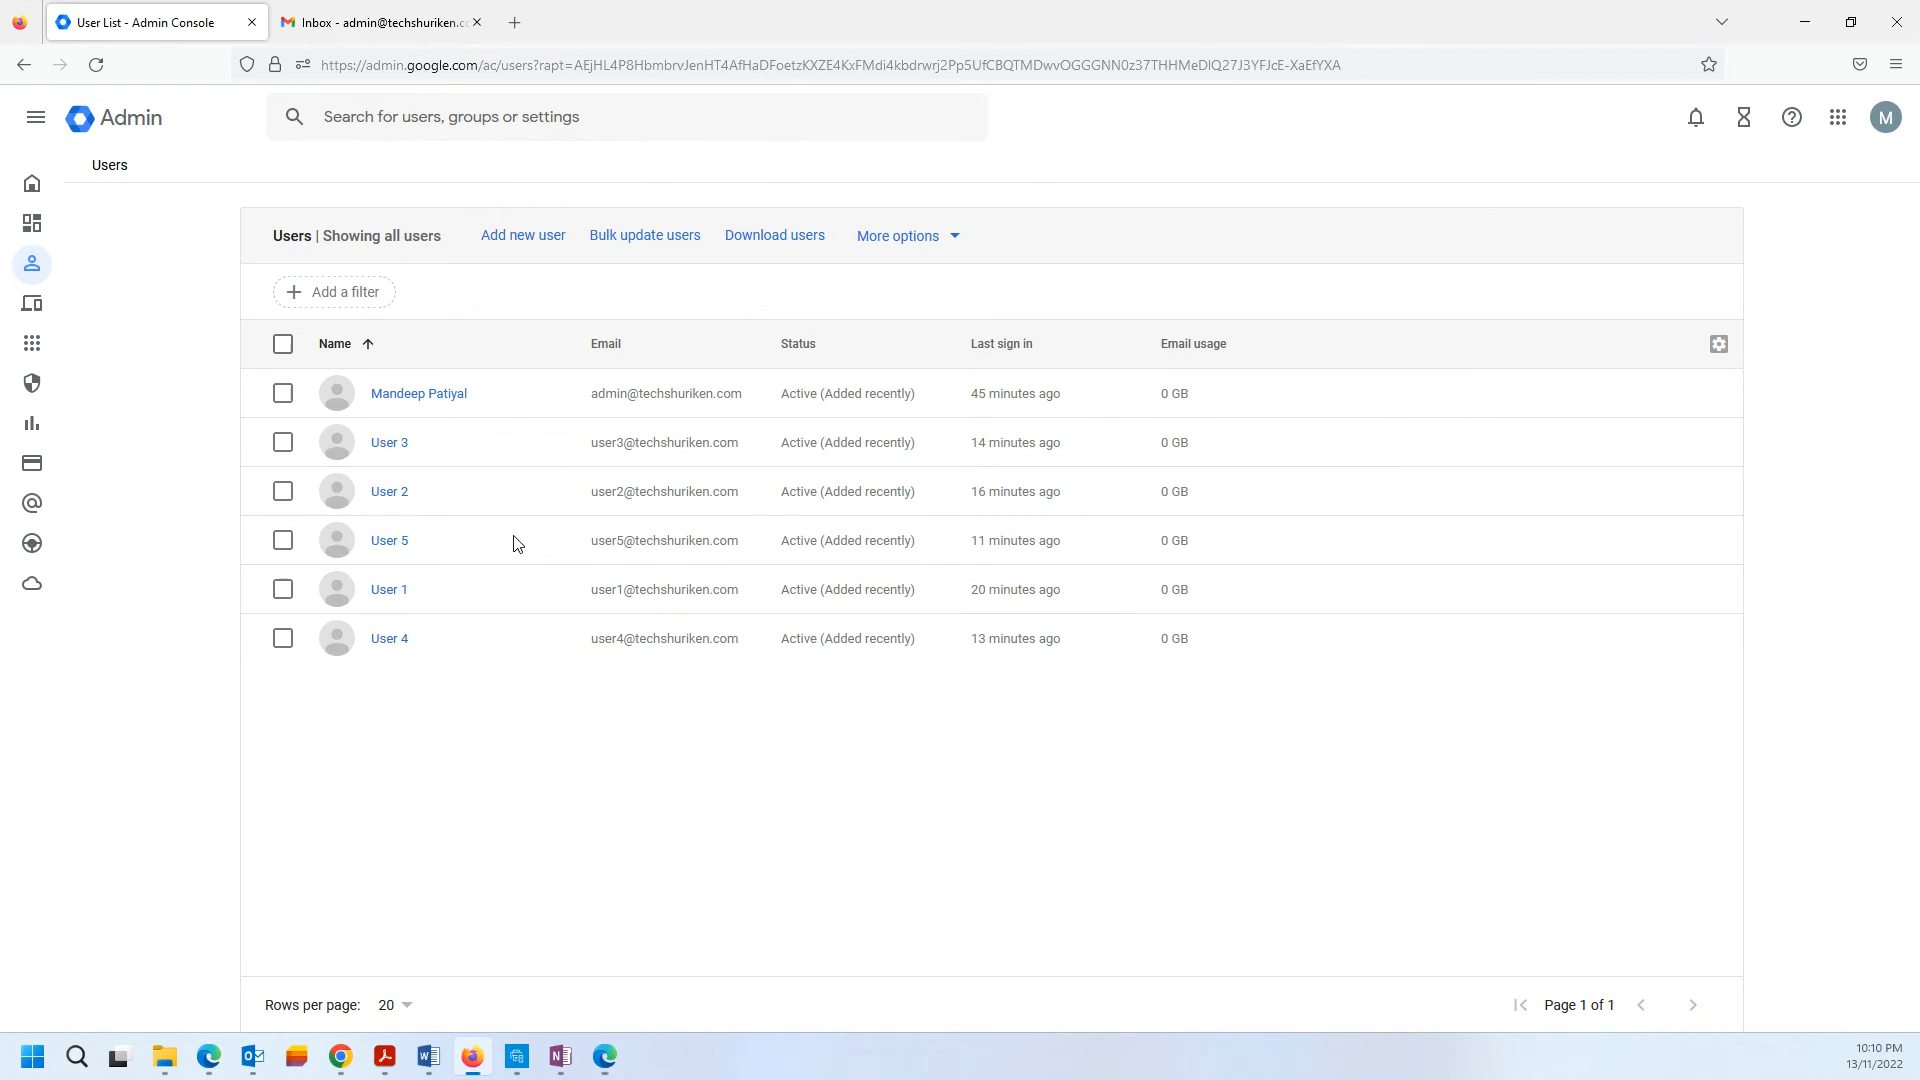 User List - Admin Console
Inbox - admin@techshuriken.cc
https://admin.google.com/ac/users?rapt=AEjHL4P8HbmbrvJenHT4AfHaDFoetzKXZE4KxFMdi4kbdrwrj2Pp5UfCBQTMDwvOGGGNN0z37THHMeDlQ27J3YFJcE-XaEfYXA
Admin
Search for users, groups or settings
M
Users
Users | Showing all users
Add new user
Bulk update users
Download users
More options
Add a filter
Name Email Status Last sign in Email usage
Mandeep Patiyal admin@techshuriken.com Active (Added recently) 45 minutes ago 0 GB
User 3 user3@techshuriken.com Active (Added recently) 14 minutes ago 0 GB
User 2 user2@techshuriken.com Active (Added recently) 16 minutes ago 0 GB
User 5 user5@techshuriken.com Active (Added recently) 11 minutes ago 0 GB
User 1 user1@techshuriken.com Active (Added recently) 20 minutes ago 0 GB
User 4 user4@techshuriken.com Active (Added recently) 13 minutes ago 0 GB
Rows per page: 20
Page 1 of 1
10:10 PM
13/11/2022